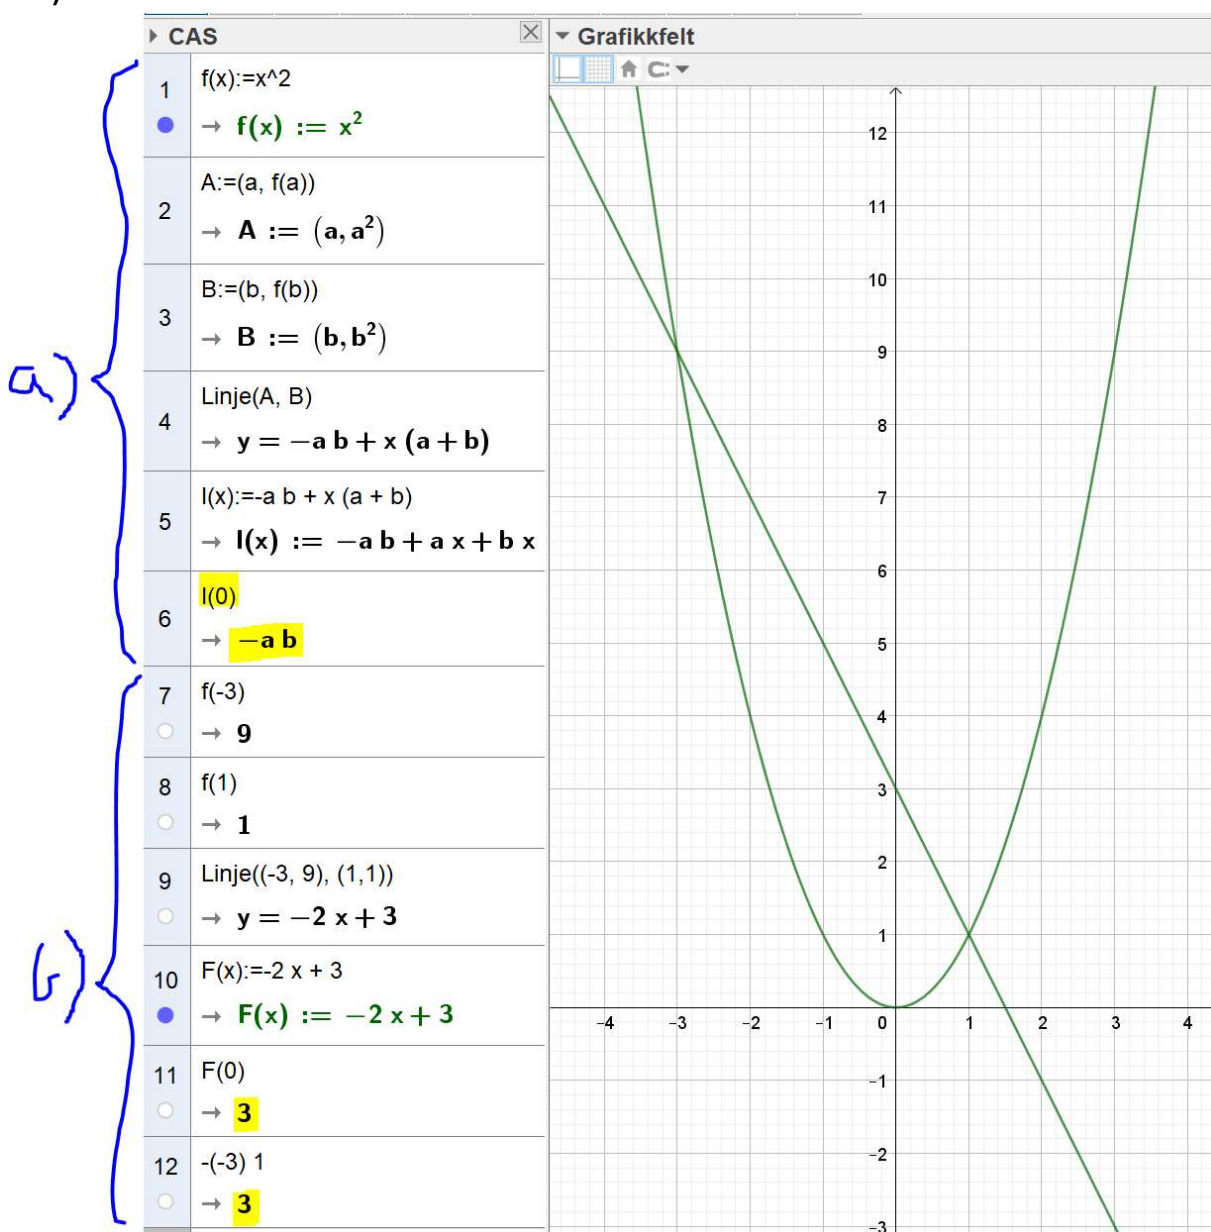 CAS
Grafikkfelt
a)
1
f(x):=x^2
→ f(x) := x²
2
A:=(a, f(a))
→ A := (a, a²)
3
B:=(b, f(b))
→ B := (b, b²)
4
Linje(A, B)
→ y = −a b + x (a + b)
5
l(x):=-a b + x (a + b)
→ l(x) := −a b + a x + b x
6
l(0)
→ −a b
b)
7
f(-3)
→ 9
8
f(1)
→ 1
9
Linje((-3, 9), (1,1))
→ y = −2 x + 3
10
F(x):=-2 x + 3
→ F(x) := −2 x + 3
11
F(0)
→ 3
12
-(-3) 1
→ 3
12
11
10
9
8
7
6
5
4
3
2
1
−4 −3 −2 −1 0 1 2 3 4
−1
−2
−3